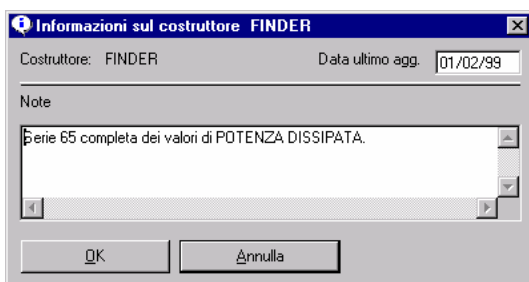 Informazioni sul costruttore FINDER
Costruttore: FINDER Data ultimo agg. 01/02/99
Note
Serie 65 completa dei valori di POTENZA DISSIPATA.
OK Annulla